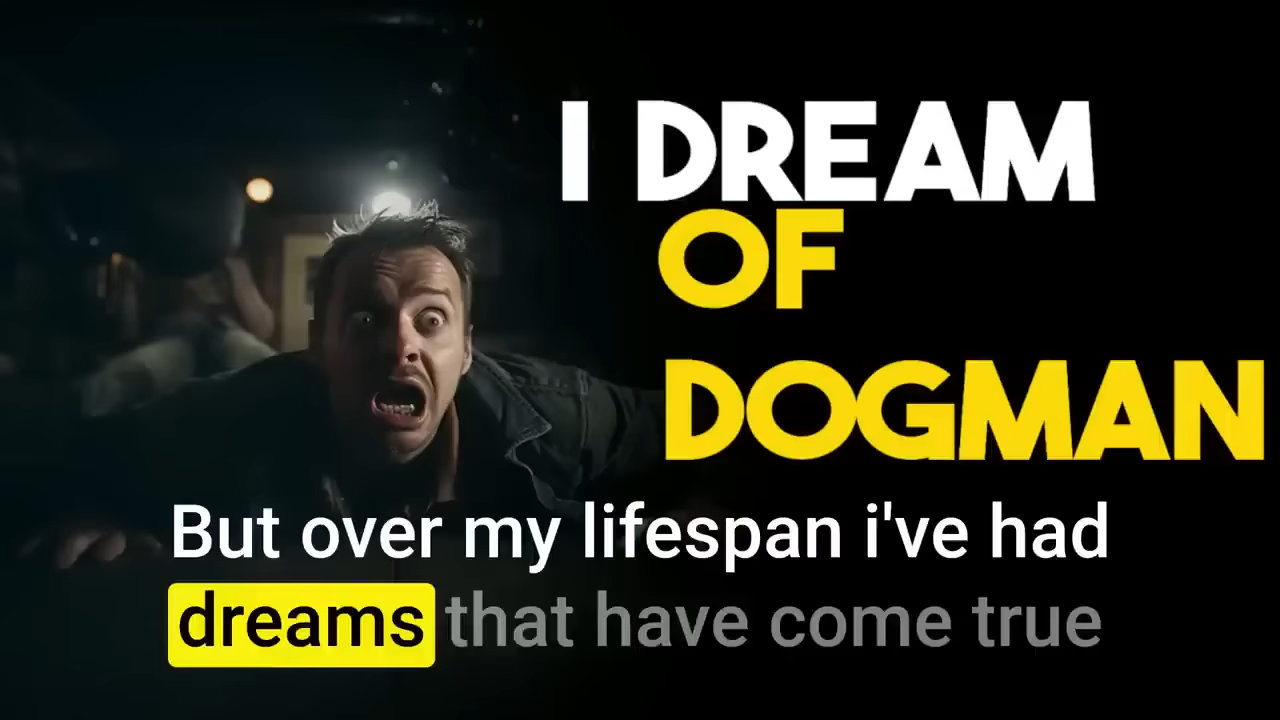 I DREAM
OF
DOGMAN
But over my lifespan i've had
dreams that have come true